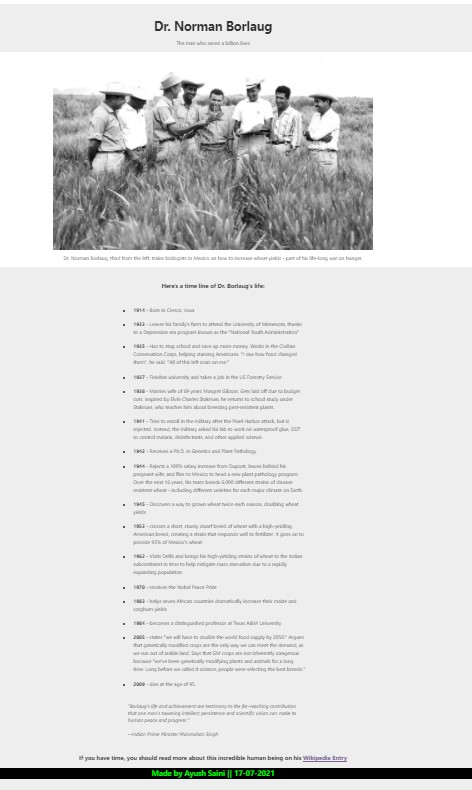 Dr. Norman Borlaug
The man who saved a billion lives
Dr. Norman Borlaug, third from the left, trains biologists in Mexico on how to increase wheat yields - part of his life-long war on hunger.
Here's a time line of Dr. Borlaug's life:
1914 - Born in Cresco, Iowa
1933 - Leaves his family's farm to attend the University of Minnesota, thanks
to a Depression era program known as the "National Youth Administration"
1935 - Has to stop school and save up more money. Works in the Civilian
Conservation Corps, helping starving Americans. "I saw how food changed
them", he said. "All of this left scars on me."
1937 - Finishes university and takes a job in the US Forestry Service
1938 - Marries wife of 69 years Margret Gibson. Gets laid off due to budget
cuts. Inspired by Elvin Charles Stakman, he returns to school study under
Stakman, who teaches him about breeding pest-resistent plants.
1941 - Tries to enroll in the military after the Pearl Harbor attack, but is
rejected. Instead, the military asked his lab to work on waterproof glue, DDT
to control malaria, disinfectants, and other applied science.
1942 - Receives a Ph.D. in Genetics and Plant Pathology
1944 - Rejects a 100% salary increase from Dupont, leaves behind his
pregnant wife, and flies to Mexico to head a new plant pathology program.
Over the next 16 years, his team breeds 6,000 different strains of disease
resistent wheat - including different varieties for each major climate on Earth.
1945 - Discovers a way to grown wheat twice each season, doubling wheat
yields
1953 - crosses a short, sturdy dwarf breed of wheat with a high-yeidling
American breed, creating a strain that responds well to fertilizer. It goes on to
provide 95% of Mexico's wheat.
1962 - Visits Delhi and brings his high-yielding strains of wheat to the Indian
subcontinent in time to help mitigate mass starvation due to a rapidly
expanding population
1970 - receives the Nobel Peace Prize
1983 - helps seven African countries dramatically increase their maize and
sorghum yields
1984 - becomes a distinguished professor at Texas A&M University
2005 - states "we will have to double the world food supply by 2050." Argues
that genetically modified crops are the only way we can meet the demand, as
we run out of arable land. Says that GM crops are not inherently dangerous
because "we've been genetically modifying plants and animals for a long
time. Long before we called it science, people were selecting the best breeds."
2009 - dies at the age of 95.
"Borlaug's life and achievement are testimony to the far-reaching contribution
that one man's towering intellect, persistence and scientific vision can make to
human peace and progress."
—Indian Prime Minister Manmohan Singh
If you have time, you should read more about this incredible human being on his Wikipedia Entry
Made by Ayush Saini || 17-07-2021